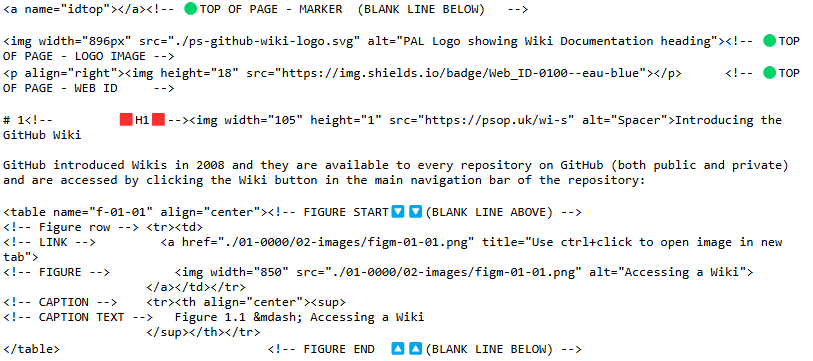 <a name="idtop"></a><!-- 🟢TOP OF PAGE - MARKER  (BLANK LINE BELOW)   -->
<img width="896px" src="./ps-github-wiki-logo.svg" alt="PAL Logo showing Wiki Documentation heading"><!-- 🟢TOP
OF PAGE - LOGO IMAGE -->
<p align="right"><img height="18" src="https://img.shields.io/badge/Web_ID-0100--eau-blue"></p>      <!-- 🟢TOP
OF PAGE - WEB ID     -->
# 1<!--         🟥H1🟥--><img width="105" height="1" src="https://psop.uk/wi-s" alt="Spacer">Introducing the
GitHub Wiki
GitHub introduced Wikis in 2008 and they are available to every repository on GitHub (both public and private)
and are accessed by clicking the Wiki button in the main navigation bar of the repository:
<table name="f-01-01" align="center"><!-- FIGURE START🔽🔽(BLANK LINE ABOVE) -->
<!-- Figure row --> <tr><td>
<!-- LINK -->         <a href="./01-0000/02-images/figm-01-01.png" title="Use ctrl+click to open image in new
tab">
<!-- FIGURE -->         <img width="850" src="./01-0000/02-images/figm-01-01.png" alt="Accessing a Wiki">
                    </a></td></tr>
<!-- CAPTION -->    <tr><th align="center"><sup>
<!-- CAPTION TEXT -->   Figure 1.1 &mdash; Accessing a Wiki
                    </sup></th></tr>
</table>                             <!-- FIGURE END  🔼🔼(BLANK LINE BELOW) -->